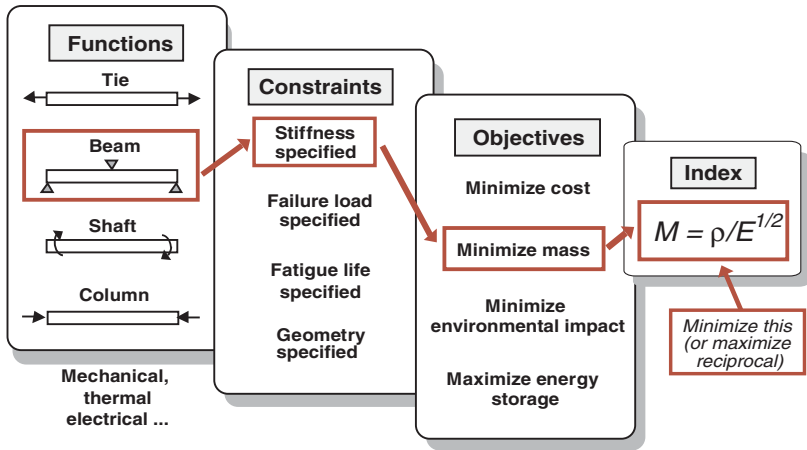 Functions
Tie
Beam
Shaft
Column
Mechanical,
thermal
electrical ...
Constraints
Stiffness
specified
Failure load
specified
Fatigue life
specified
Geometry
specified
Objectives
Minimize cost
Minimize mass
Minimize
environmental impact
Maximize energy
storage
Index
M = ρ/E^{1/2}
Minimize this
(or maximize
reciprocal)